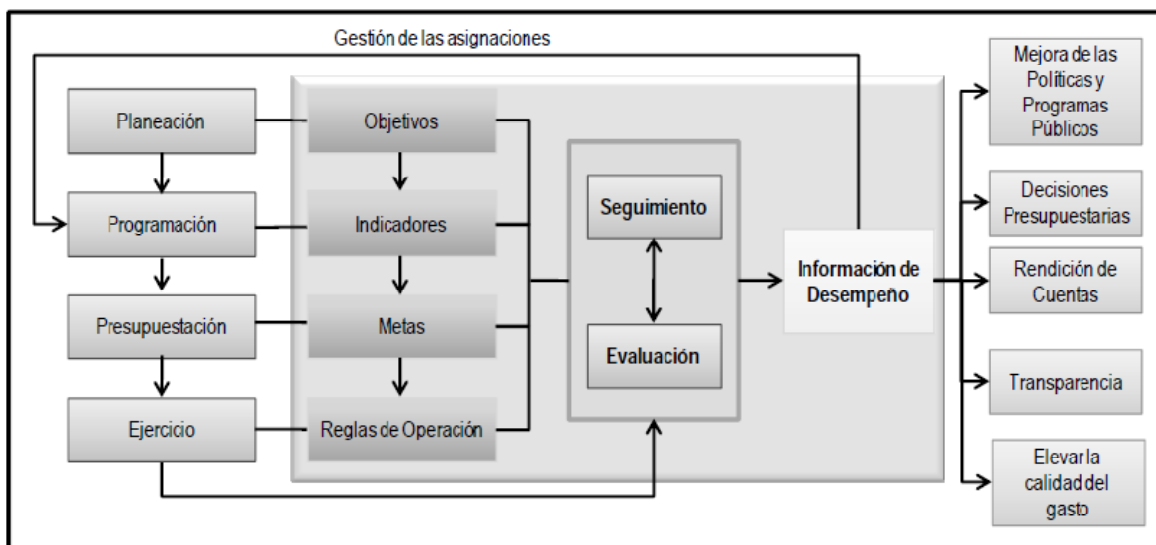 Gestión de las asignaciones
Planeación
Programación
Presupuestación
Ejercicio
Objetivos
Indicadores
Metas
Reglas de Operación
Seguimiento
Evaluación
Información de
Desempeño
Mejora de las
Políticas y
Programas
Públicos
Decisiones
Presupuestarias
Rendición de
Cuentas
Transparencia
Elevar la
calidad del
gasto